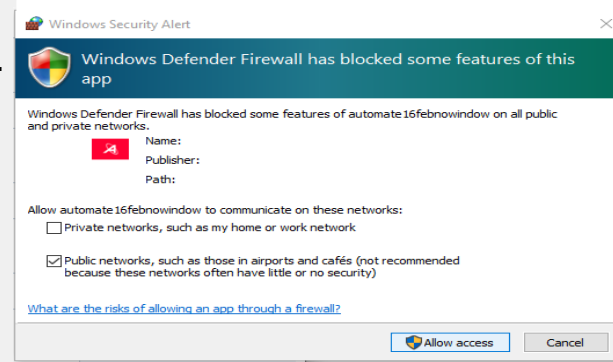 Windows Security Alert
Windows Defender Firewall has blocked some features of this
app
Windows Defender Firewall has blocked some features of automate16febnowindow on all public
and private networks.
Name:
Publisher:
Path:
Allow automate16febnowindow to communicate on these networks:
Private networks, such as my home or work network
Public networks, such as those in airports and cafés (not recommended
because these networks often have little or no security)
What are the risks of allowing an app through a firewall?
Allow access
Cancel